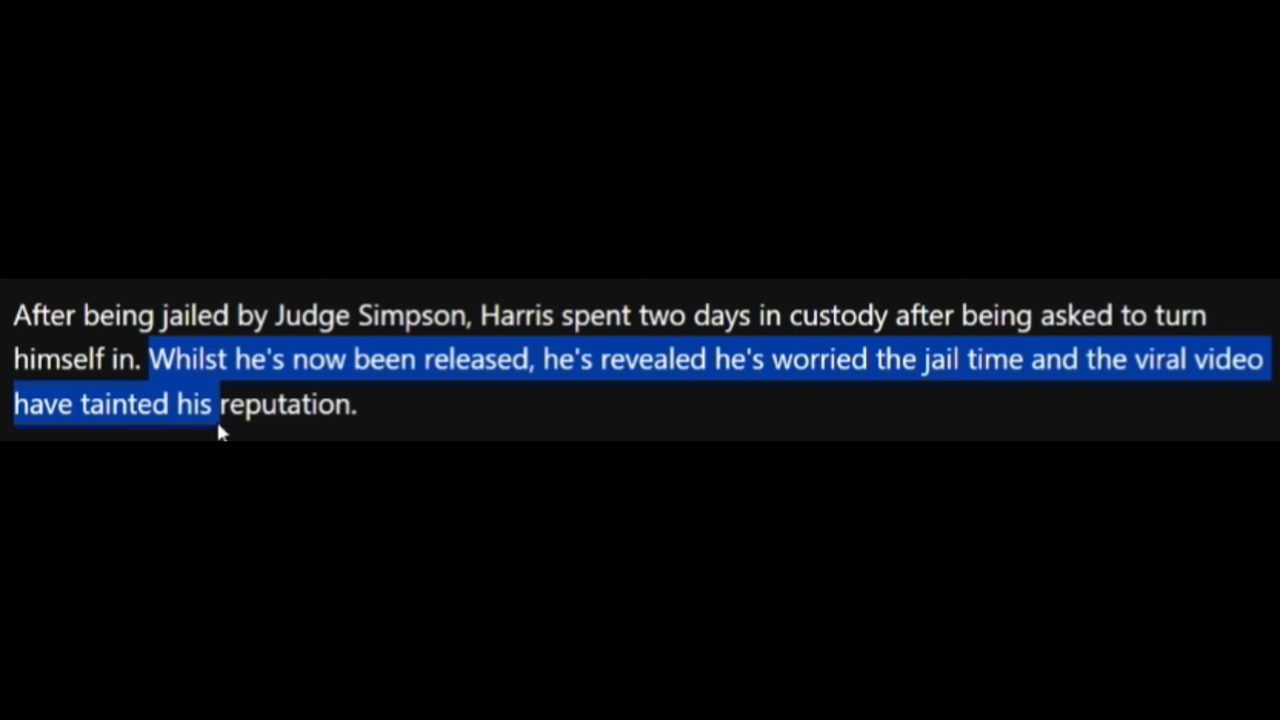 After being jailed by Judge Simpson, Harris spent two days in custody after being asked to turn
himself in. Whilst he's now been released, he's revealed he's worried the jail time and the viral video
have tainted his reputation.